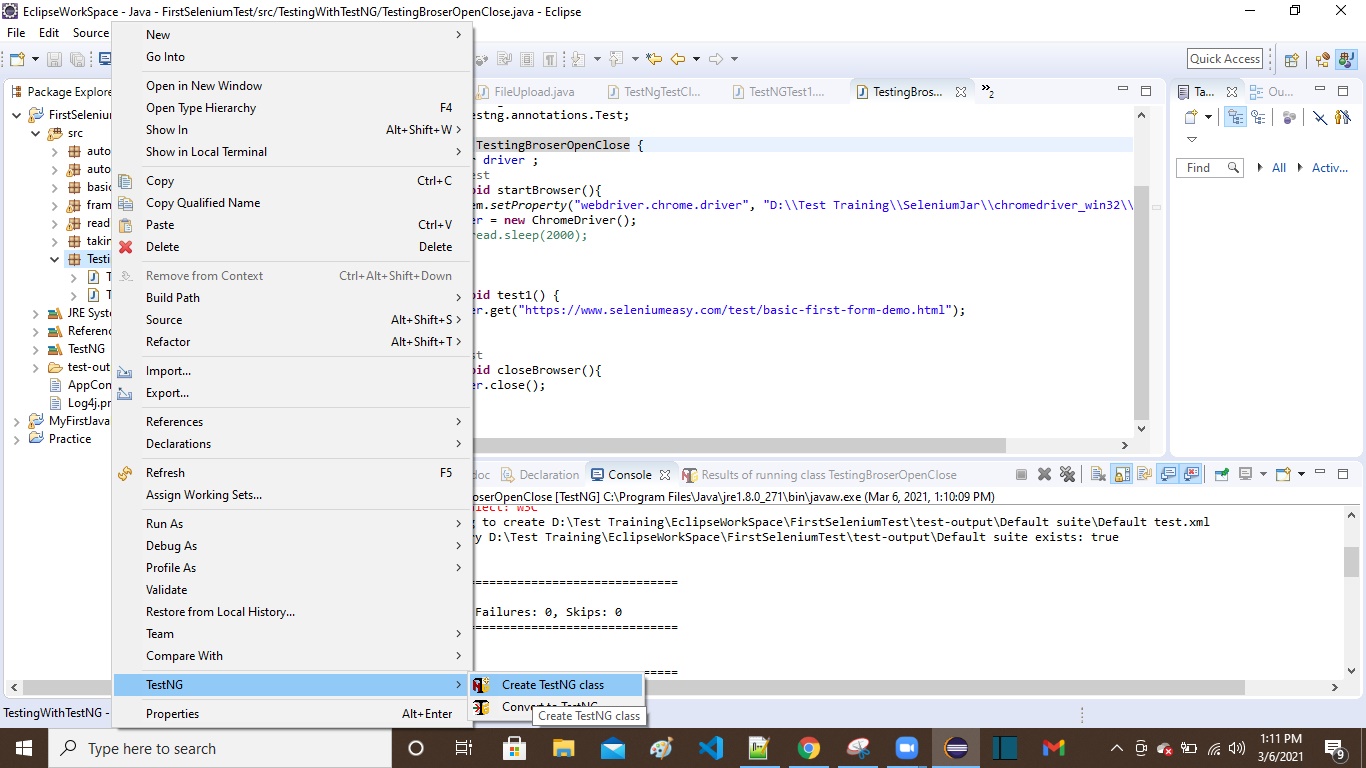 EclipseWorkSpace - Java - FirstSeleniumTest/src/TestingWithTestNG/TestingBroserOpenClose.java - Eclipse
File Edit Source
Quick Access
Package Explore
FirstSeleniu
src
auto
auto
basic
fram
read
takin
Testi
JRE Syste
Referenc
TestNG
test-out
AppCon
Log4j.pr
MyFirstJava
Practice
New
Go Into
Open in New Window
Open Type Hierarchy F4
Show In Alt+Shift+W
Show in Local Terminal
Copy Ctrl+C
Copy Qualified Name
Paste Ctrl+V
Delete Delete
Remove from Context Ctrl+Alt+Shift+Down
Build Path
Source Alt+Shift+S
Refactor Alt+Shift+T
Import...
Export...
References
Declarations
Refresh F5
Assign Working Sets...
Run As
Debug As
Profile As
Validate
Restore from Local History...
Team
Compare With
TestNG
Properties Alt+Enter
Create TestNG class
Convert to TestNG
Create TestNG class
FileUpload.java TestNgTestCl... TestNGTest1.... TestingBros... »2
estng.annotations.Test;
TestingBroserOpenClose {
r driver ;
st
oid startBrowser(){
em.setProperty("webdriver.chrome.driver", "D:\\Test Training\\SeleniumJar\\chromedriver_win32\\
er = new ChromeDriver();
read.sleep(2000);
oid test1() {
er.get("https://www.seleniumeasy.com/test/basic-first-form-demo.html");
st
oid closeBrowser(){
er.close();
Ta... Ou...
Find All Activ...
doc Declaration Console Results of running class TestingBroserOpenClose
oserOpenClose [TestNG] C:\Program Files\Java\jre1.8.0_271\bin\javaw.exe (Mar 6, 2021, 1:10:09 PM)
lect: W3C
g to create D:\Test Training\EclipseWorkSpace\FirstSeleniumTest\test-output\Default suite\Default test.xml
ry D:\Test Training\EclipseWorkSpace\FirstSeleniumTest\test-output\Default suite exists: true
===============================
Failures: 0, Skips: 0
===============================
===============================
TestingWithTestNG -
Type here to search
1:11 PM
3/6/2021
9